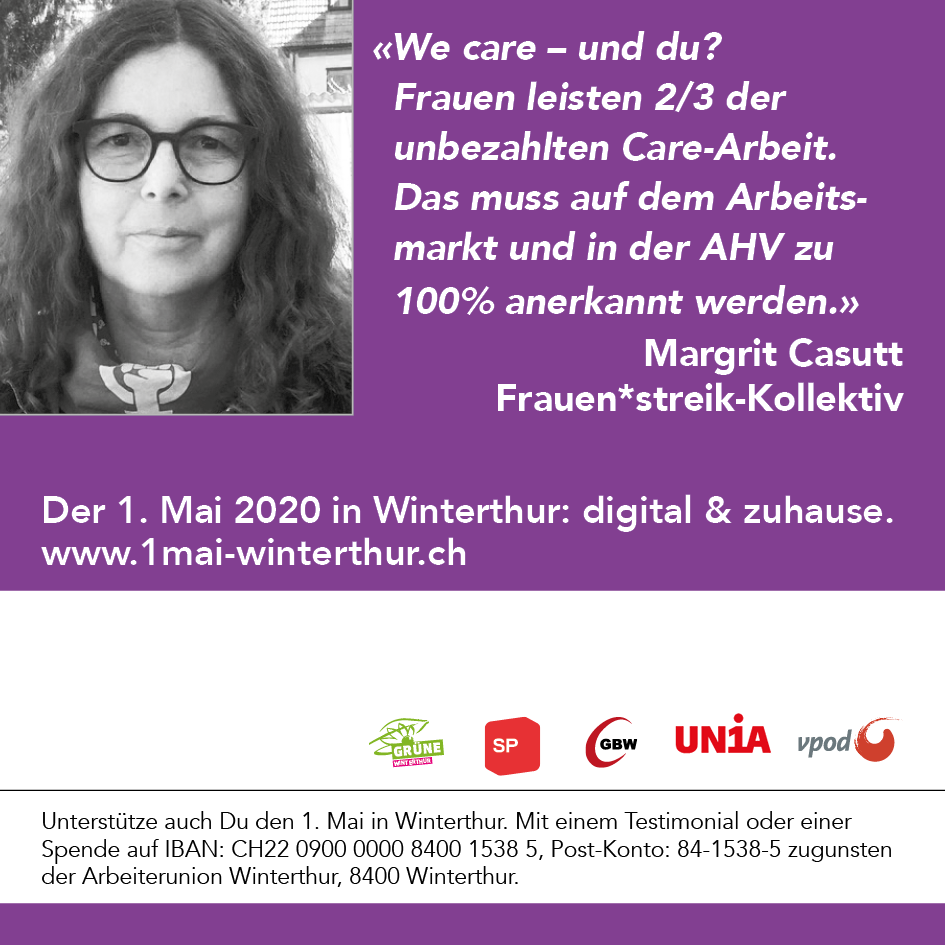 «We care – und du?
Frauen leisten 2/3 der
unbezahlten Care-Arbeit.
Das muss auf dem Arbeits-
markt und in der AHV zu
100% anerkannt werden.»
Margrit Casutt
Frauen*streik-Kollektiv
Der 1. Mai 2020 in Winterthur: digital & zuhause.
www.1mai-winterthur.ch
GRÜNE
WINTERTHUR
SP
GBW
UNiA
vpod
Unterstütze auch Du den 1. Mai in Winterthur. Mit einem Testimonial oder einer
Spende auf IBAN: CH22 0900 0000 8400 1538 5, Post-Konto: 84-1538-5 zugunsten
der Arbeiterunion Winterthur, 8400 Winterthur.